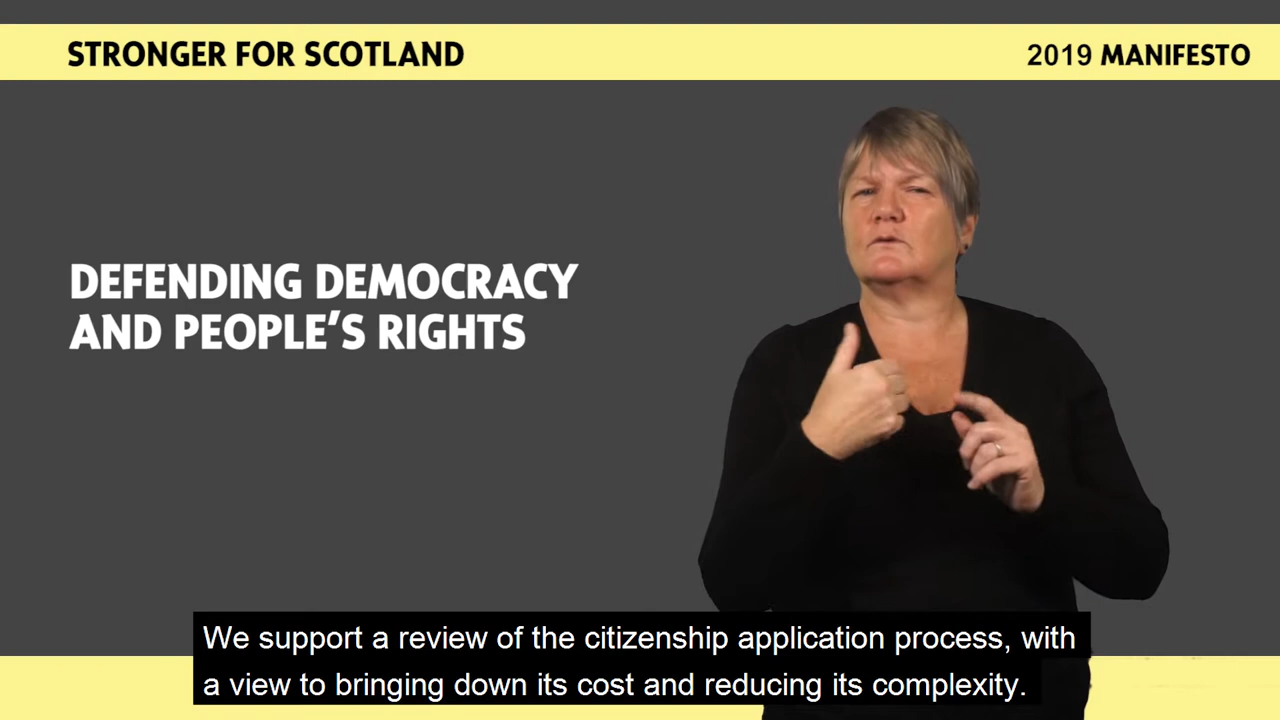 STRONGER FOR SCOTLAND
2019 MANIFESTO
DEFENDING DEMOCRACY
AND PEOPLE'S RIGHTS
We support a review of the citizenship application process, with
a view to bringing down its cost and reducing its complexity.